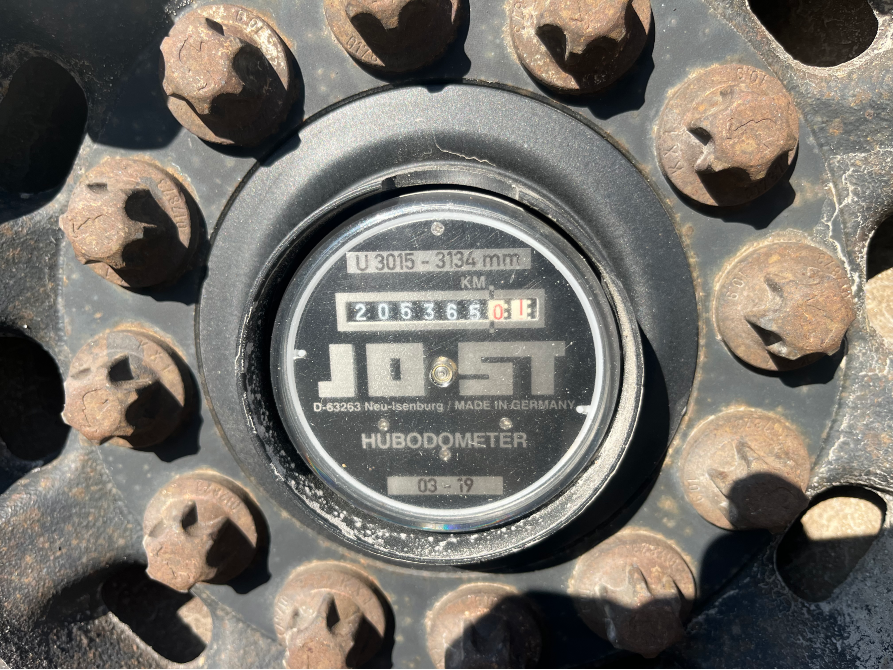 U 3015 - 3134 mm
KM
2053650
JOST
D-63263 Neu-Isenburg / MADE IN GERMANY
HUBODOMETER
03 - 19